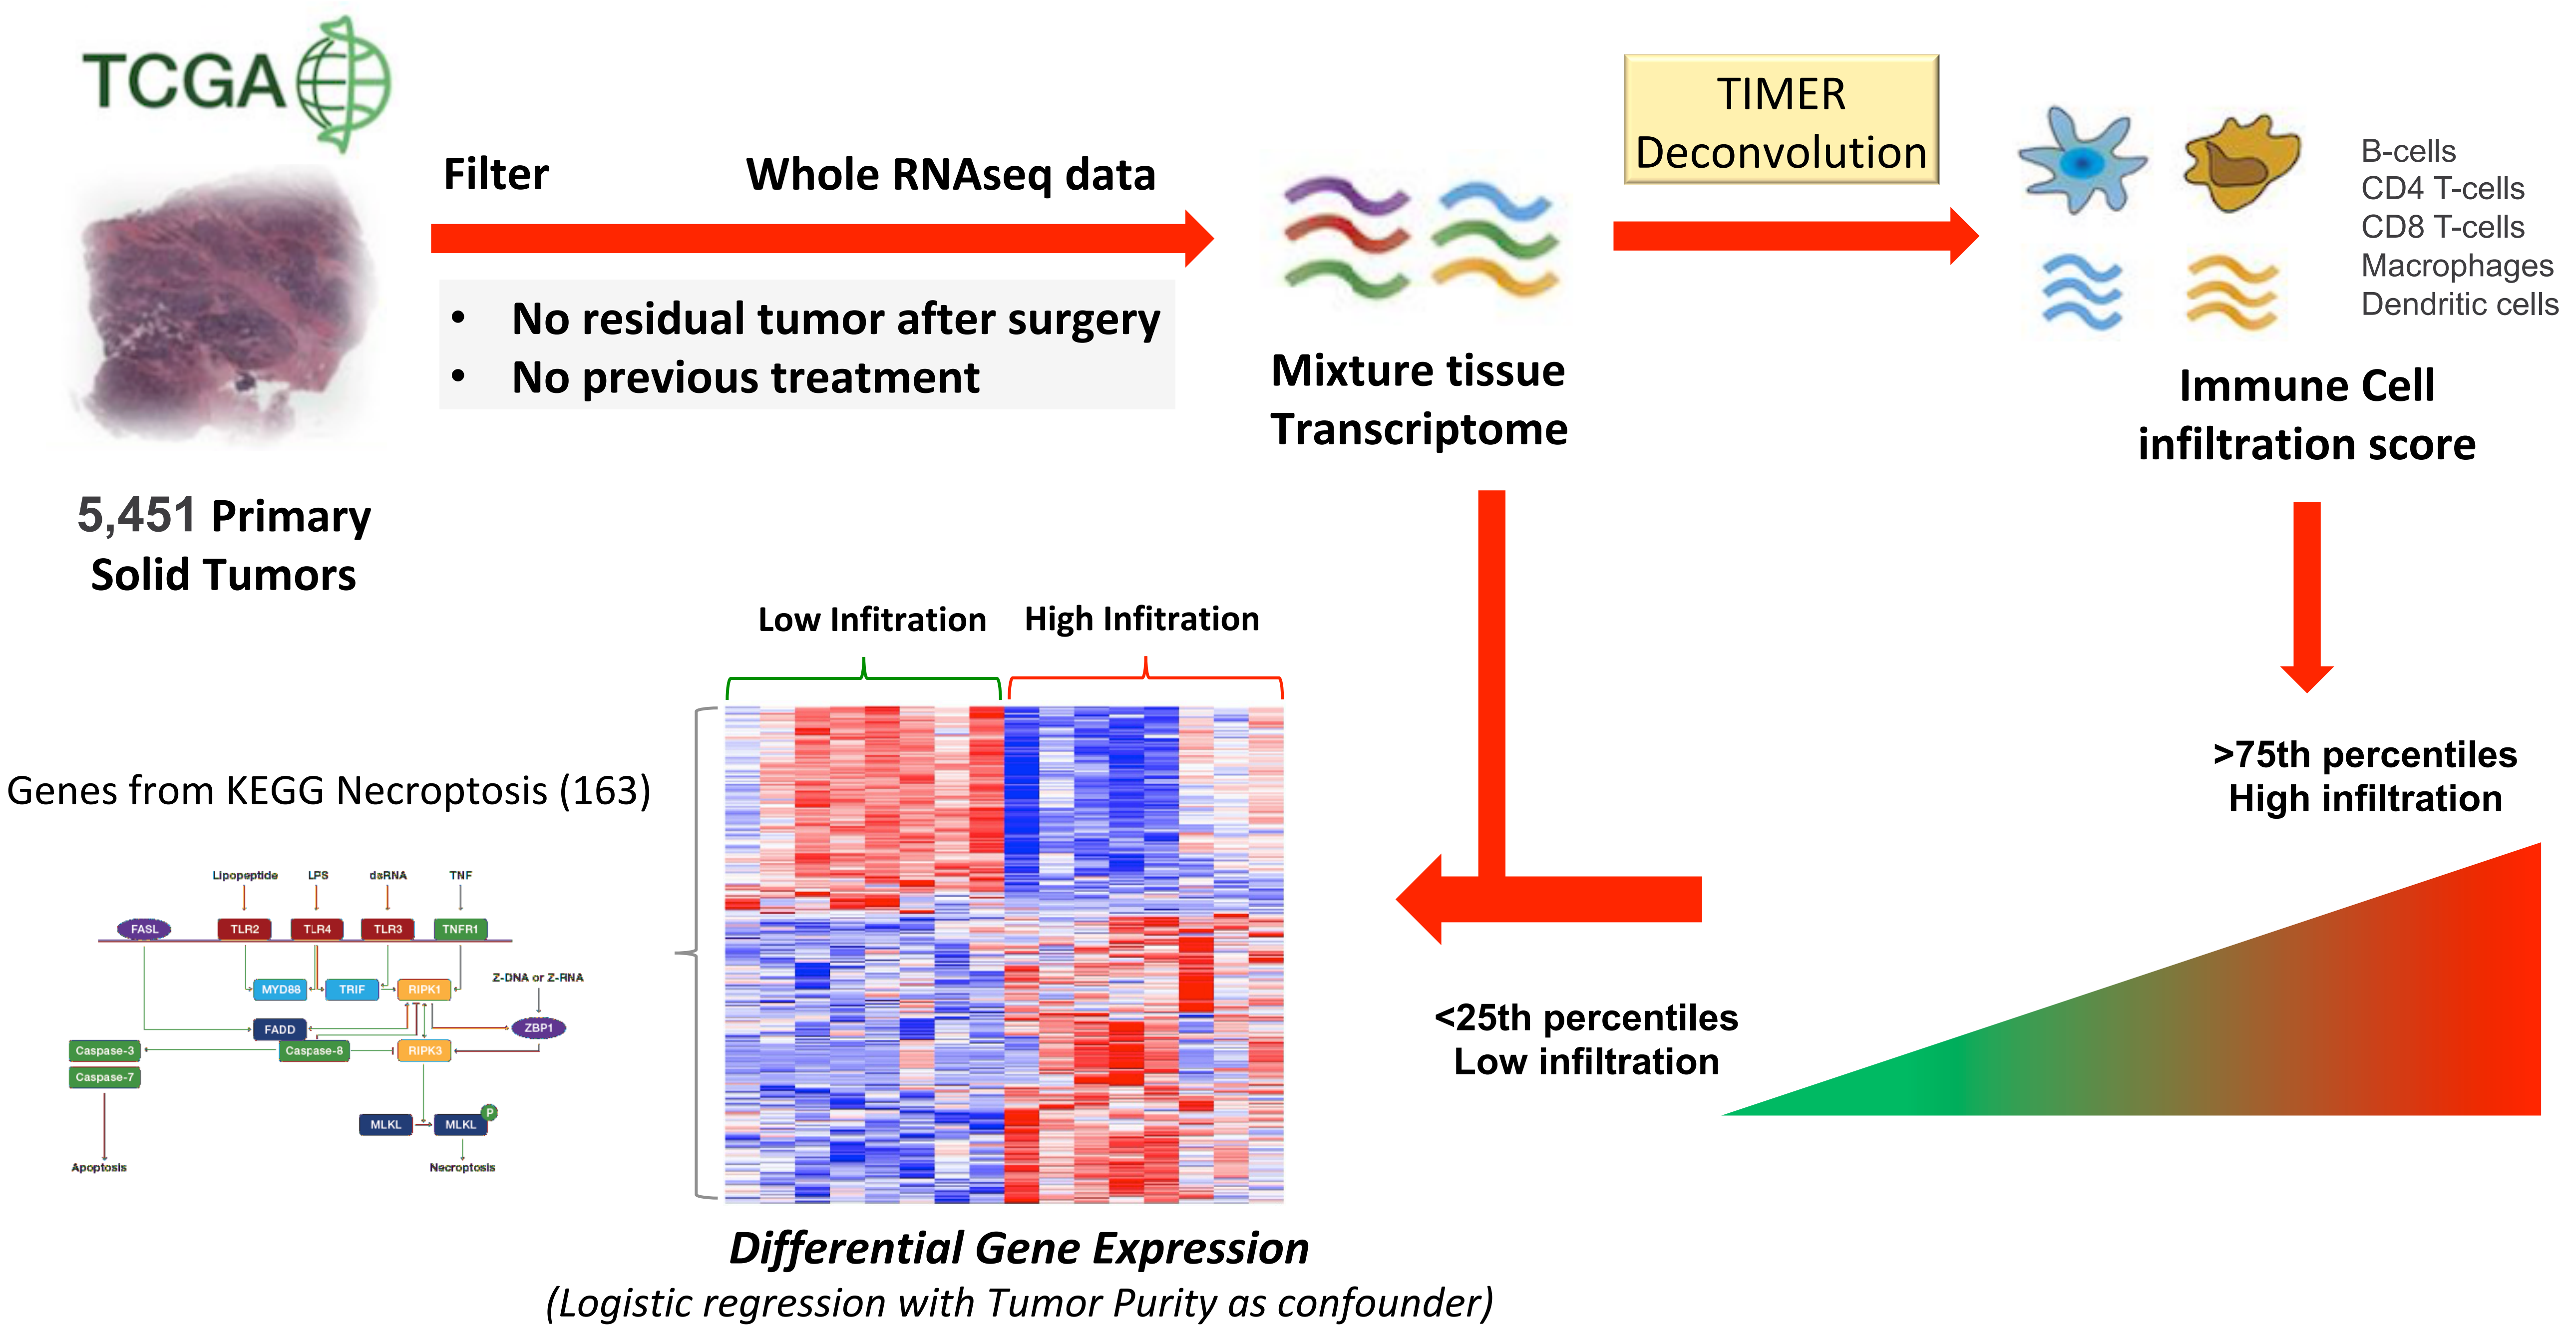 TCGA
Filter
Whole RNAseq data
• No residual tumor after surgery
• No previous treatment
5,451 Primary
Solid Tumors
Mixture tissue
Transcriptome
TIMER
Deconvolution
B-cells
CD4 T-cells
CD8 T-cells
Macrophages
Dendritic cells
Immune Cell
infiltration score
>75th percentiles
High infiltration
<25th percentiles
Low infiltration
Low Infitration
High Infitration
Genes from KEGG Necroptosis (163)
Lipopeptide
LPS
dsRNA
TNF
FASL
TLR2
TLR4
TLR3
TNFR1
MYD88
TRIF
RIPK1
Z-DNA or Z-RNA
FADD
ZBP1
Caspase-3
Caspase-8
RIPK3
Caspase-7
MLKL
MLKL
P
Apoptosis
Necroptosis
Differential Gene Expression
(Logistic regression with Tumor Purity as confounder)